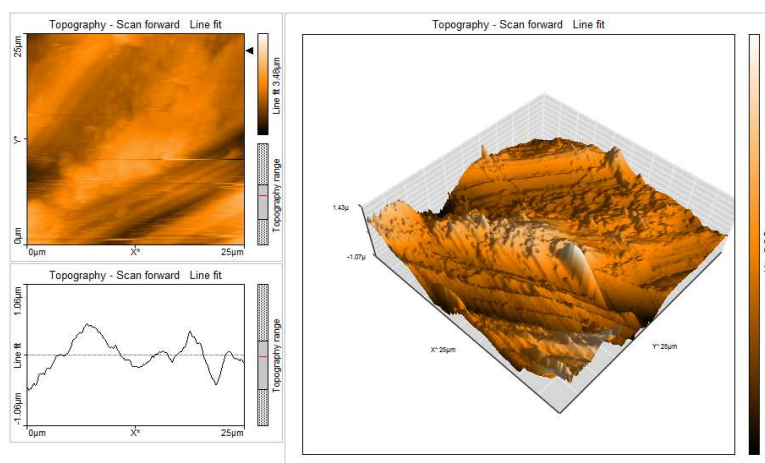 Topography - Scan forward Line fit
25µm
Y*
0µm
0µm
X*
25µm
Line fit 3.48µm
Topography range
Topography - Scan forward Line fit
1.06µm
Line fit
-1.06µm
0µm
X*
25µm
Topography range
Topography - Scan forward Line fit
1.43µ
-1.07µ
X* 25µm
Y* 25µm